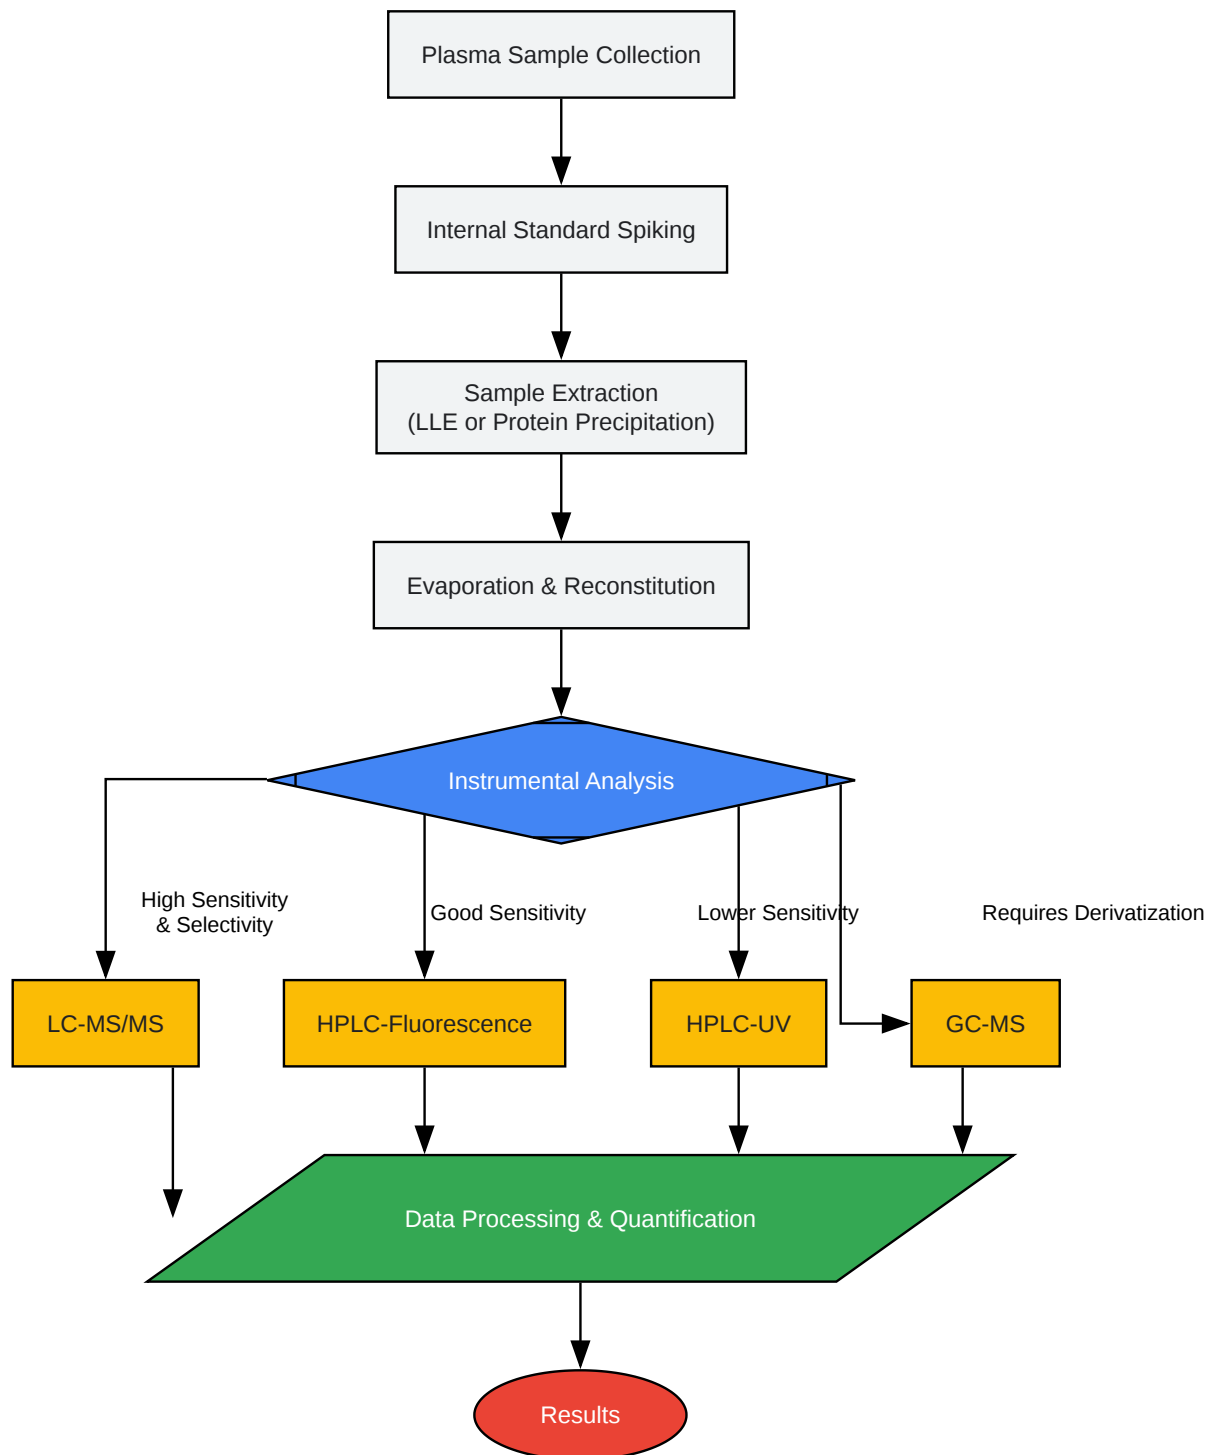 Plasma Sample Collection
Internal Standard Spiking
Sample Extraction
(LLE or Protein Precipitation)
Evaporation & Reconstitution
Instrumental Analysis
High Sensitivity
& Selectivity
Good Sensitivity
Lower Sensitivity
Requires Derivatization
LC-MS/MS
HPLC-Fluorescence
HPLC-UV
GC-MS
Data Processing & Quantification
Results